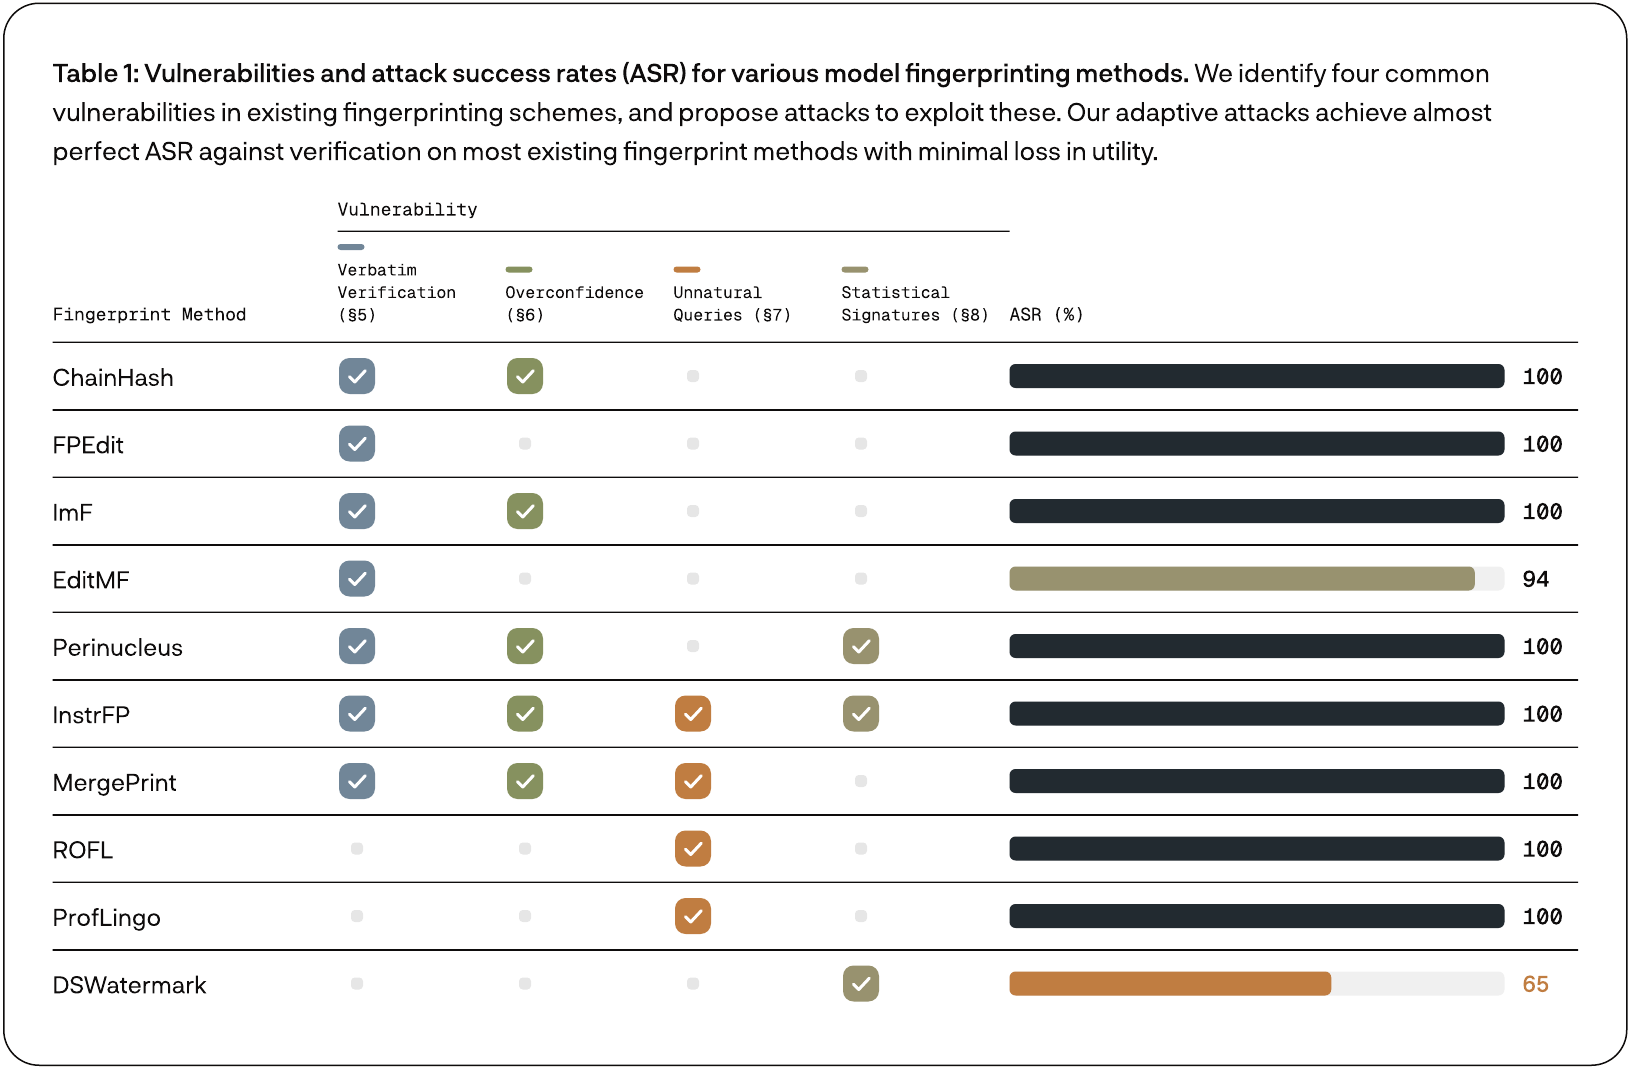 Table 1: Vulnerabilities and attack success rates (ASR) for various model fingerprinting methods. We identify four common
vulnerabilities in existing fingerprinting schemes, and propose attacks to exploit these. Our adaptive attacks achieve almost
perfect ASR against verification on most existing fingerprint methods with minimal loss in utility.
Vulnerability
Fingerprint Method
Verbatim
Verification
(§5)
Overconfidence
(§6)
Unnatural
Queries (§7)
Statistical
Signatures (§8)
ASR (%)
ChainHash 100
FPEdit 100
ImF 100
EditMF 94
Perinucleus 100
InstrFP 100
MergePrint 100
ROFL 100
ProfLingo 100
DSWatermark 65